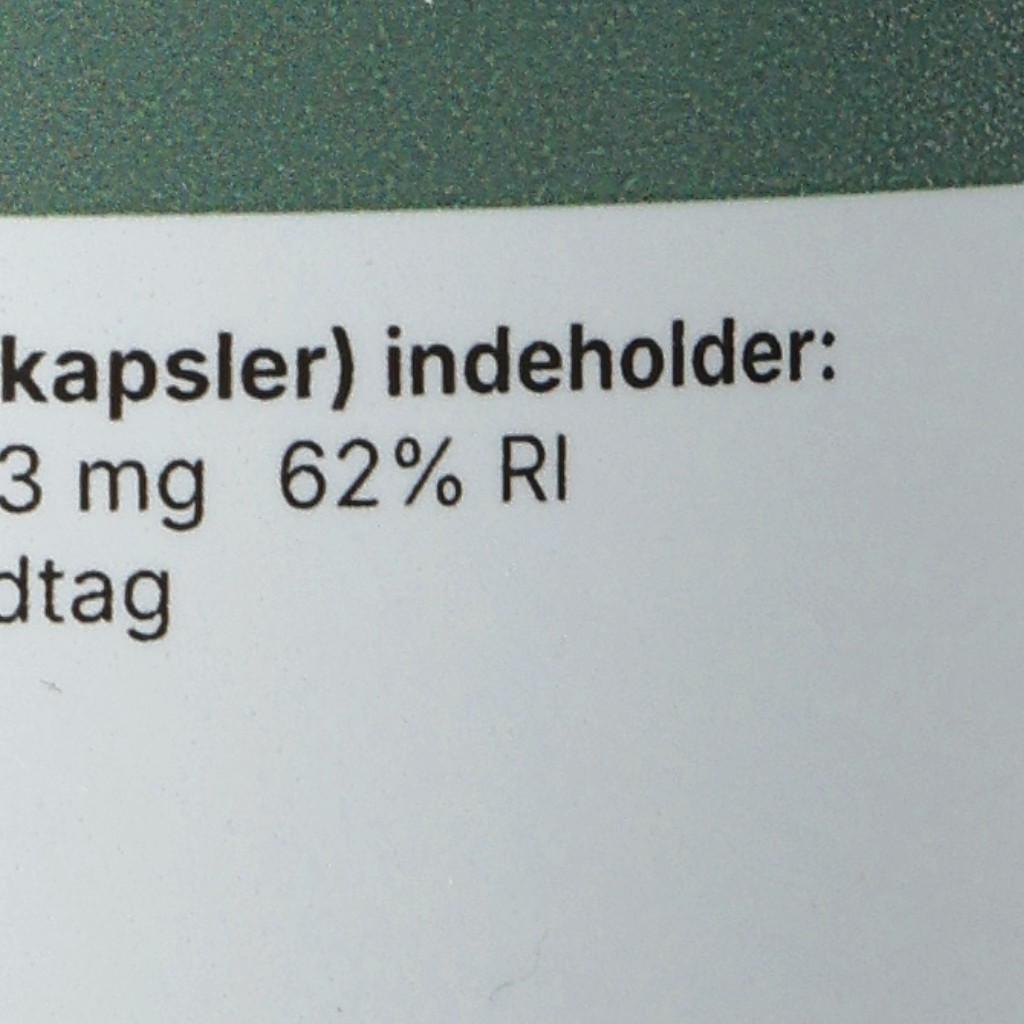 kapsler) indeholder:
3 mg 62% RI
dtag